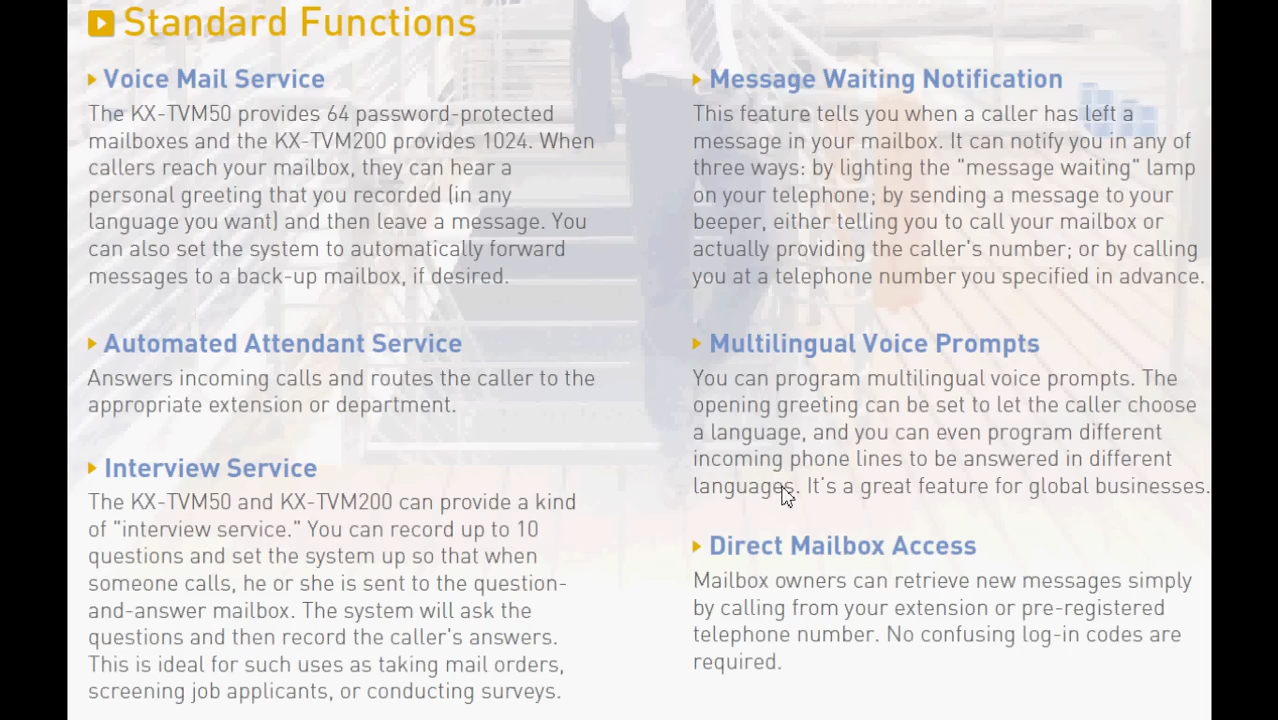 Standard Functions
Voice Mail Service
The KX-TVM50 provides 64 password-protected
mailboxes and the KX-TVM200 provides 1024. When
callers reach your mailbox, they can hear a
personal greeting that you recorded (in any
language you want) and then leave a message. You
can also set the system to automatically forward
messages to a back-up mailbox, if desired.
Automated Attendant Service
Answers incoming calls and routes the caller to the
appropriate extension or department.
Interview Service
The KX-TVM50 and KX-TVM200 can provide a kind
of "interview service." You can record up to 10
questions and set the system up so that when
someone calls, he or she is sent to the question-
and-answer mailbox. The system will ask the
questions and then record the caller's answers.
This is ideal for such uses as taking mail orders,
screening job applicants, or conducting surveys.
Message Waiting Notification
This feature tells you when a caller has left a
message in your mailbox. It can notify you in any of
three ways: by lighting the "message waiting" lamp
on your telephone; by sending a message to your
beeper, either telling you to call your mailbox or
actually providing the caller's number; or by calling
you at a telephone number you specified in advance.
Multilingual Voice Prompts
You can program multilingual voice prompts. The
opening greeting can be set to let the caller choose
a language, and you can even program different
incoming phone lines to be answered in different
languages. It's a great feature for global businesses.
Direct Mailbox Access
Mailbox owners can retrieve new messages simply
by calling from your extension or pre-registered
telephone number. No confusing log-in codes are
required.